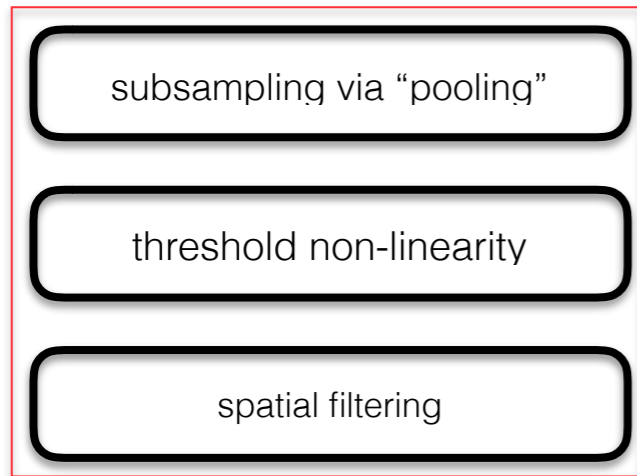 subsampling via “pooling”
threshold non-linearity
spatial filtering